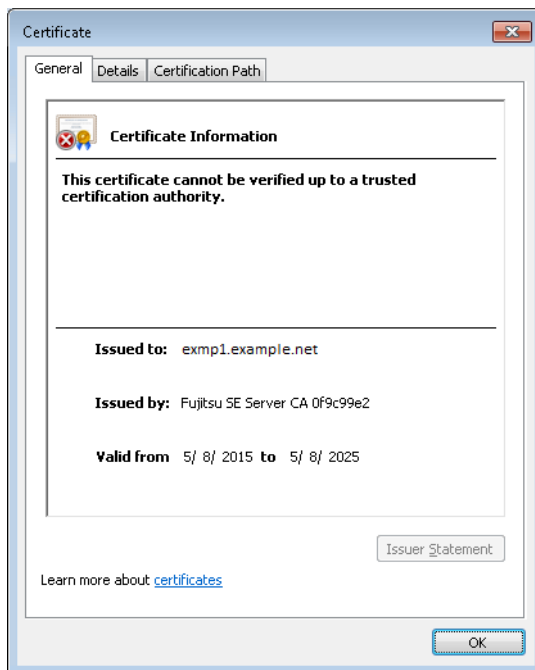 Certificate
General
Details
Certification Path
Certificate Information
This certificate cannot be verified up to a trusted
certification authority.
Issued to: exmp1.example.net
Issued by: Fujitsu SE Server CA 0f9c99e2
Valid from 5/ 8/ 2015 to 5/ 8/ 2025
Issuer Statement
Learn more about certificates
OK